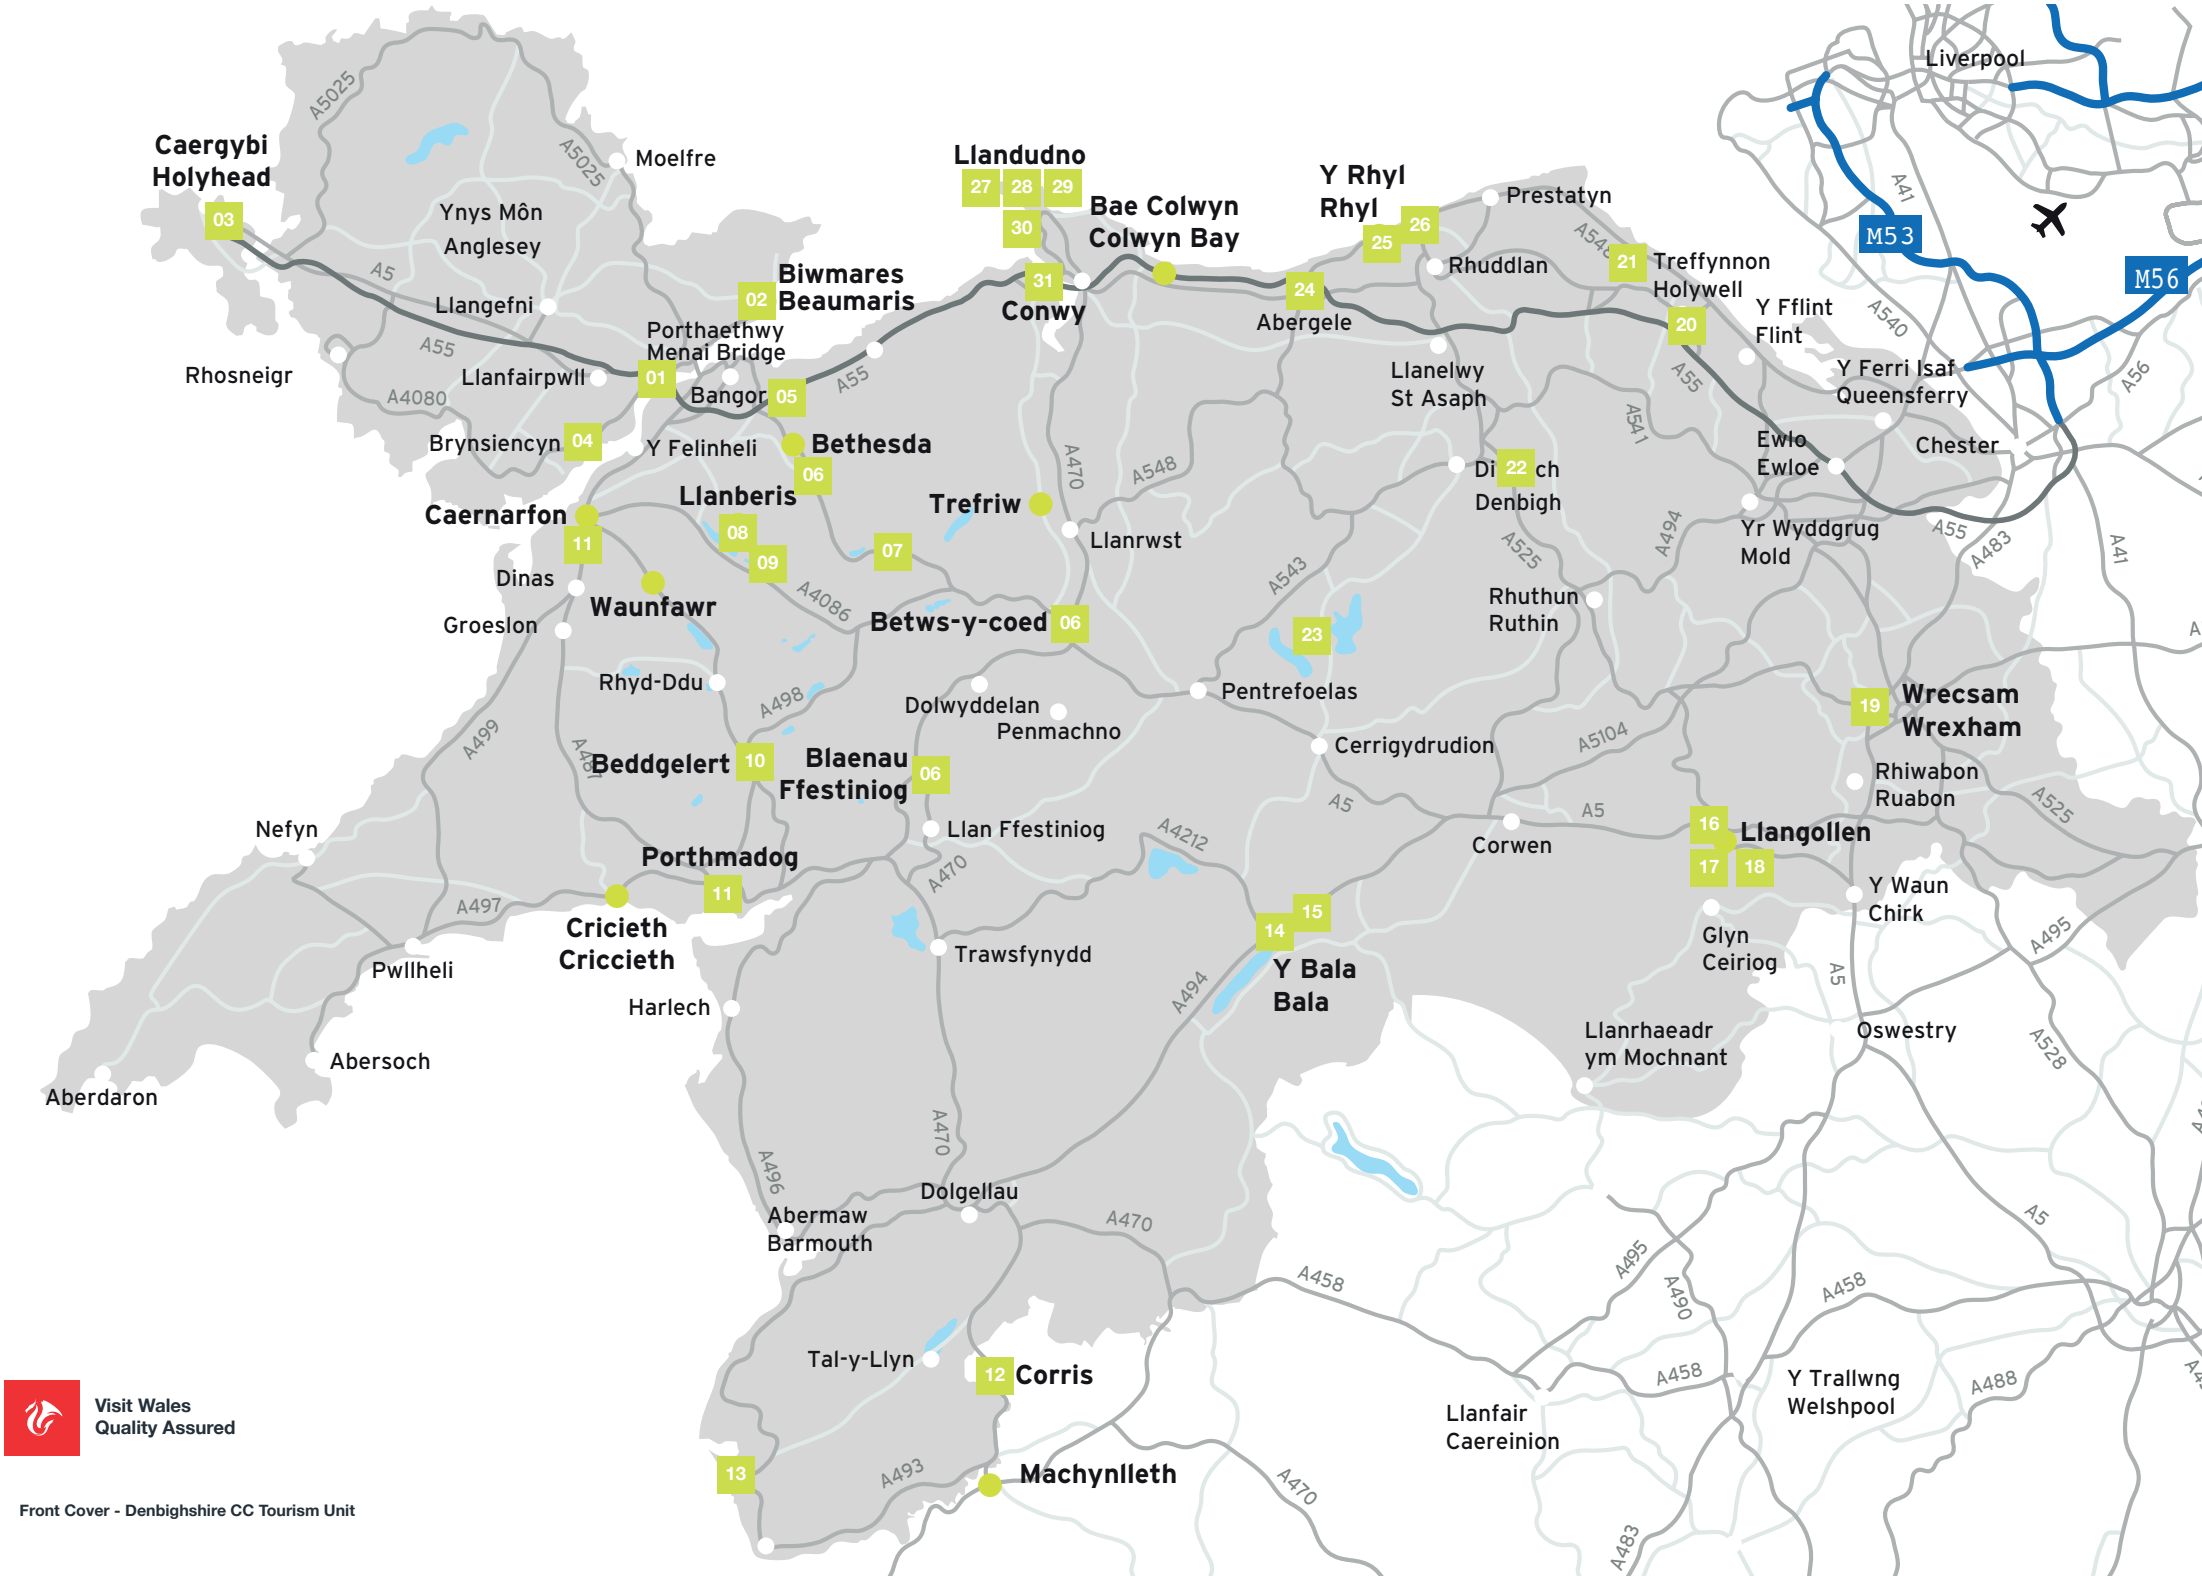 Liverpool
A5025
Caergybi
Holyhead
03
A5025
Moelfre
Ynys Môn
Anglesey
A5
Llangefni
Biwmares
Beaumaris
02
Porthaethwy
Menai Bridge
A55
Rhosneigr
Llanfairpwll
01
A4080
Bangor
05
A55
Brynsiencyn
04
Y Felinheli
Bethesda
06
Llandudno
27
28
29
30
Bae Colwyn
Colwyn Bay
31
Conwy
Y Rhyl
Rhyl
25
26
Prestatyn
24
Abergele
Rhuddlan
A548
21
Treffynnon
Holywell
20
Y Fflint
Flint
A41
M53
M56
A540
A56
Y Ferri Isaf
Queensferry
Chester
Llanelwy
St Asaph
A55
A541
Ewlo
Ewloe
22
Denbigh
Yr Wyddgrug
Mold
A55
A483
A41
A494
A525
Rhuthun
Ruthin
A470
A548
Trefriw
Llanrwst
A543
23
Llanberis
08
09
07
Caernarfon
11
Dinas
Waunfawr
Groeslon
A4086
Betws-y-coed
06
Rhyd-Ddu
A498
Dolwyddelan
Penmachno
Pentrefoelas
A499
A487
Beddgelert
10
Blaenau
Ffestiniog
06
Cerrigydrudion
A5104
19
Wrecsam
Wrexham
Rhiwabon
Ruabon
A525
Nefyn
Llan Ffestiniog
A4212
A5
A5
Corwen
16
Llangollen
17
18
Porthmadog
11
A470
A497
Cricieth
Criccieth
Pwllheli
Trawsfynydd
14
15
Y Bala
Bala
A494
Y Waun
Chirk
Glyn
Ceiriog
A5
A495
Harlech
Abersoch
Aberdaron
Llanrhaeadr
ym Mochnant
Oswestry
A528
A470
A496
Dolgellau
Abermaw
Barmouth
A470
A458
A495
A490
A458
A5
Tal-y-Llyn
12
Corris
A458
Y Trallwng
Welshpool
A488
Llanfair
Caereinion
13
A493
Machynlleth
A470
A483
Visit Wales
Quality Assured
Front Cover - Denbighshire CC Tourism Unit